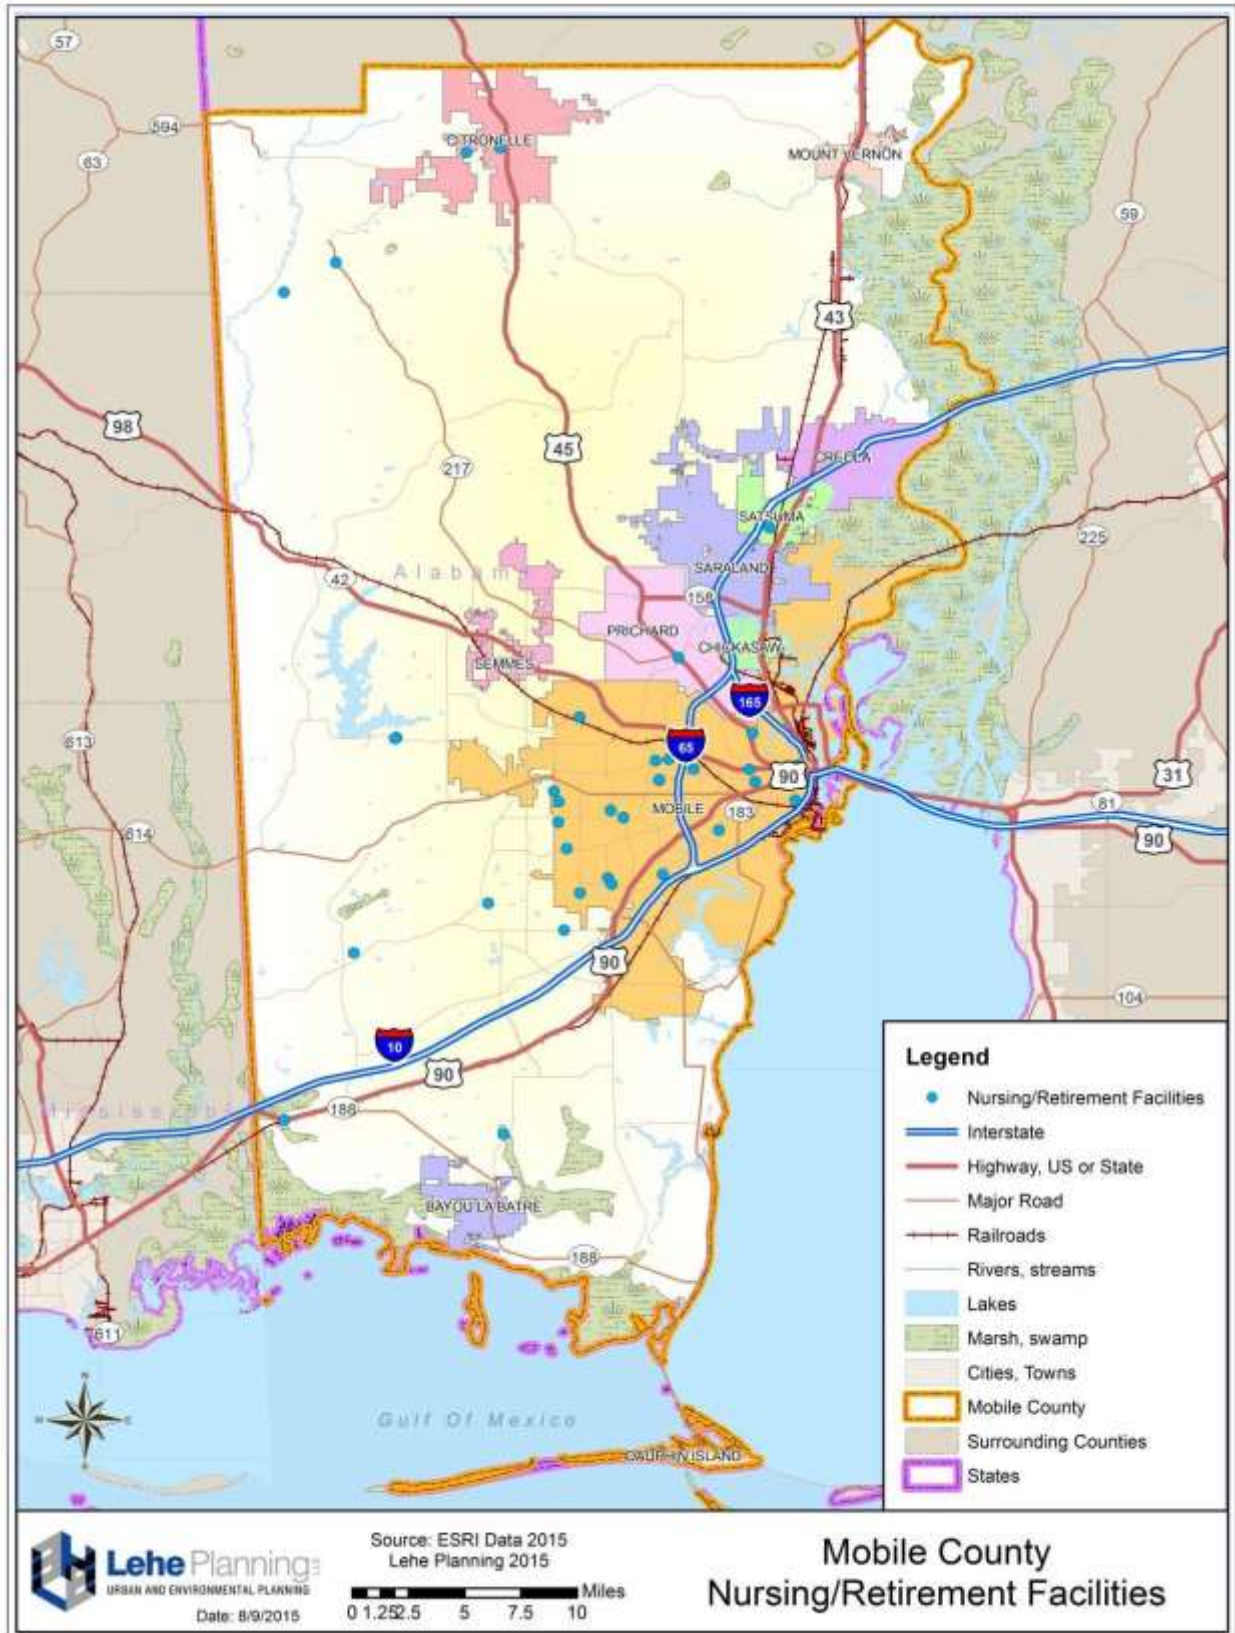 57
594
63
CITRONELLE
MOUNT VERNON
59
43
98
45
217
CREOLA
SATSUMA
225
Alabama
42
SARALAND
158
PRICHARD
CHICKASAW
SEMMES
165
65
613
90
31
MOBILE
183
81
614
90
90
104
10
90
Mississippi
188
BAYOU LA BATRE
188
611
N
E
S
W
Gulf Of Mexico
DAUPHIN ISLAND
Legend
Nursing/Retirement Facilities
Interstate
Highway, US or State
Major Road
Railroads
Rivers, streams
Lakes
Marsh, swamp
Cities, Towns
Mobile County
Surrounding Counties
States
Lehe Planning LLC
URBAN AND ENVIRONMENTAL PLANNING
Date: 8/9/2015
Source: ESRI Data 2015
Lehe Planning 2015
Miles
0 1.252.5 5 7.5 10
Mobile County
Nursing/Retirement Facilities